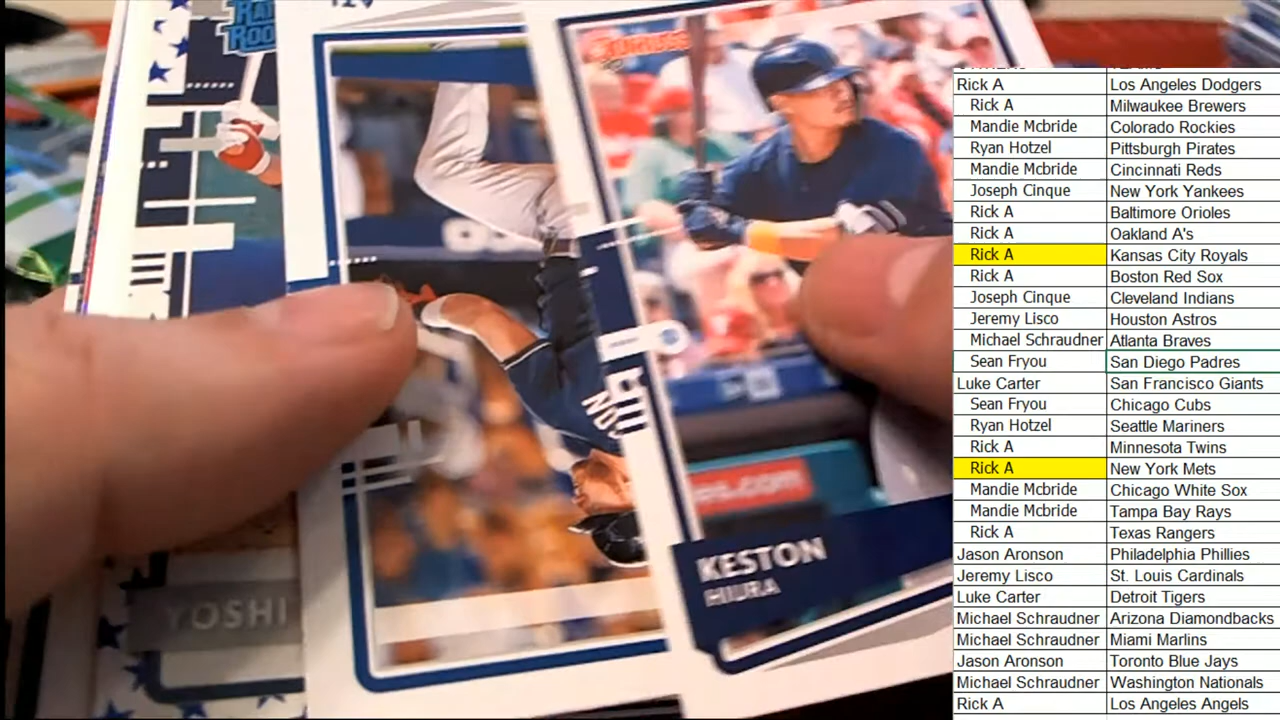 RATED
ROOKIE
DONRUSS
YOSHI
KESTON
HIURA
Rick A Los Angeles Dodgers
Rick A Milwaukee Brewers
Mandie Mcbride Colorado Rockies
Ryan Hotzel Pittsburgh Pirates
Mandie Mcbride Cincinnati Reds
Joseph Cinque New York Yankees
Rick A Baltimore Orioles
Rick A Oakland A's
Rick A Kansas City Royals
Rick A Boston Red Sox
Joseph Cinque Cleveland Indians
Jeremy Lisco Houston Astros
Michael Schraudner Atlanta Braves
Sean Fryou San Diego Padres
Luke Carter San Francisco Giants
Sean Fryou Chicago Cubs
Ryan Hotzel Seattle Mariners
Rick A Minnesota Twins
Rick A New York Mets
Mandie Mcbride Chicago White Sox
Mandie Mcbride Tampa Bay Rays
Rick A Texas Rangers
Jason Aronson Philadelphia Phillies
Jeremy Lisco St. Louis Cardinals
Luke Carter Detroit Tigers
Michael Schraudner Arizona Diamondbacks
Michael Schraudner Miami Marlins
Jason Aronson Toronto Blue Jays
Michael Schraudner Washington Nationals
Rick A Los Angeles Angels